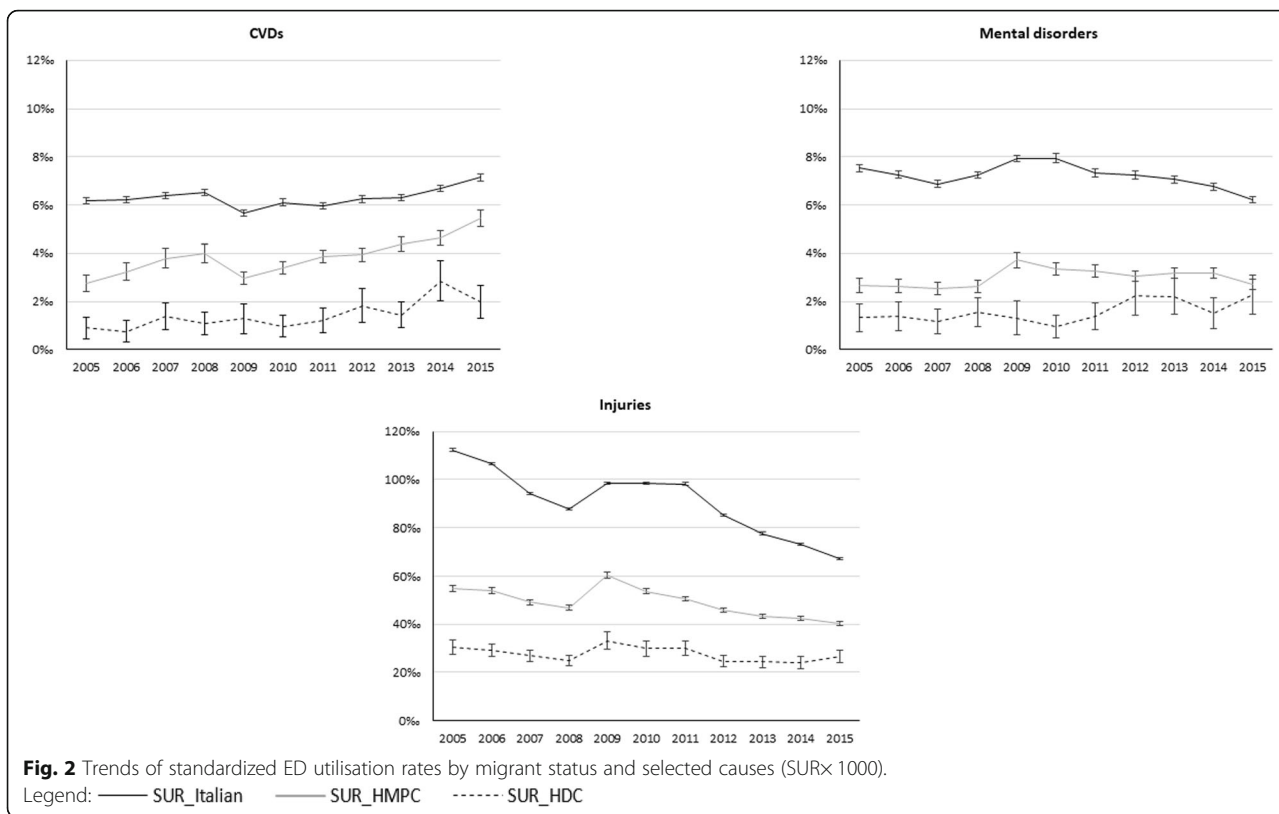 CVDs
12‰
10‰
8‰
6‰
4‰
2‰
0‰
2005 2006 2007 2008 2009 2010 2011 2012 2013 2014 2015
Mental disorders
12‰
10‰
8‰
6‰
4‰
2‰
0‰
2005 2006 2007 2008 2009 2010 2011 2012 2013 2014 2015
Injuries
120‰
100‰
80‰
60‰
40‰
20‰
0‰
2005 2006 2007 2008 2009 2010 2011 2012 2013 2014 2015
Fig. 2 Trends of standardized ED utilisation rates by migrant status and selected causes (SUR× 1000).
Legend: SUR_Italian SUR_HMPC SUR_HDC